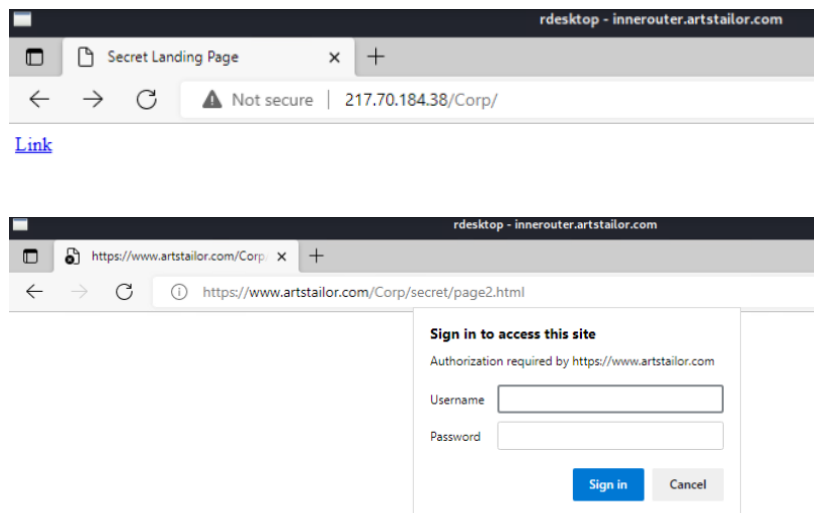 rdesktop - innerouter.artstailor.com
Secret Landing Page
Not secure | 217.70.184.38/Corp/
Link
rdesktop - innerouter.artstailor.com
https://www.artstailor.com/Corp/
https://www.artstailor.com/Corp/secret/page2.html
Sign in to access this site
Authorization required by https://www.artstailor.com
Username
Password
Sign in Cancel